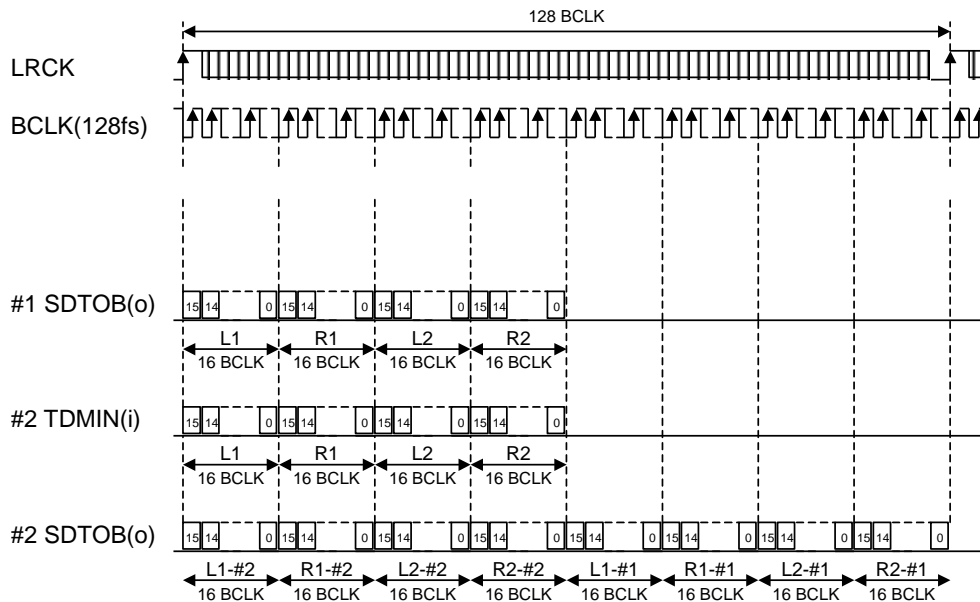 128 BCLK
LRCK
BCLK(128fs)
#1 SDTOB(o)
15 14 0 15 14 0 15 14 0 15 14 0
L1 R1 L2 R2
16 BCLK 16 BCLK 16 BCLK 16 BCLK
#2 TDMIN(i)
15 14 0 15 14 0 15 14 0 15 14 0
L1 R1 L2 R2
16 BCLK 16 BCLK 16 BCLK 16 BCLK
#2 SDTOB(o)
15 14 0 15 14 0 15 14 0 15 14 0 15 14 0 15 14 0 15 14 0 15 14 0
L1-#2 R1-#2 L2-#2 R2-#2 L1-#1 R1-#1 L2-#1 R2-#1
16 BCLK 16 BCLK 16 BCLK 16 BCLK 16 BCLK 16 BCLK 16 BCLK 16 BCLK